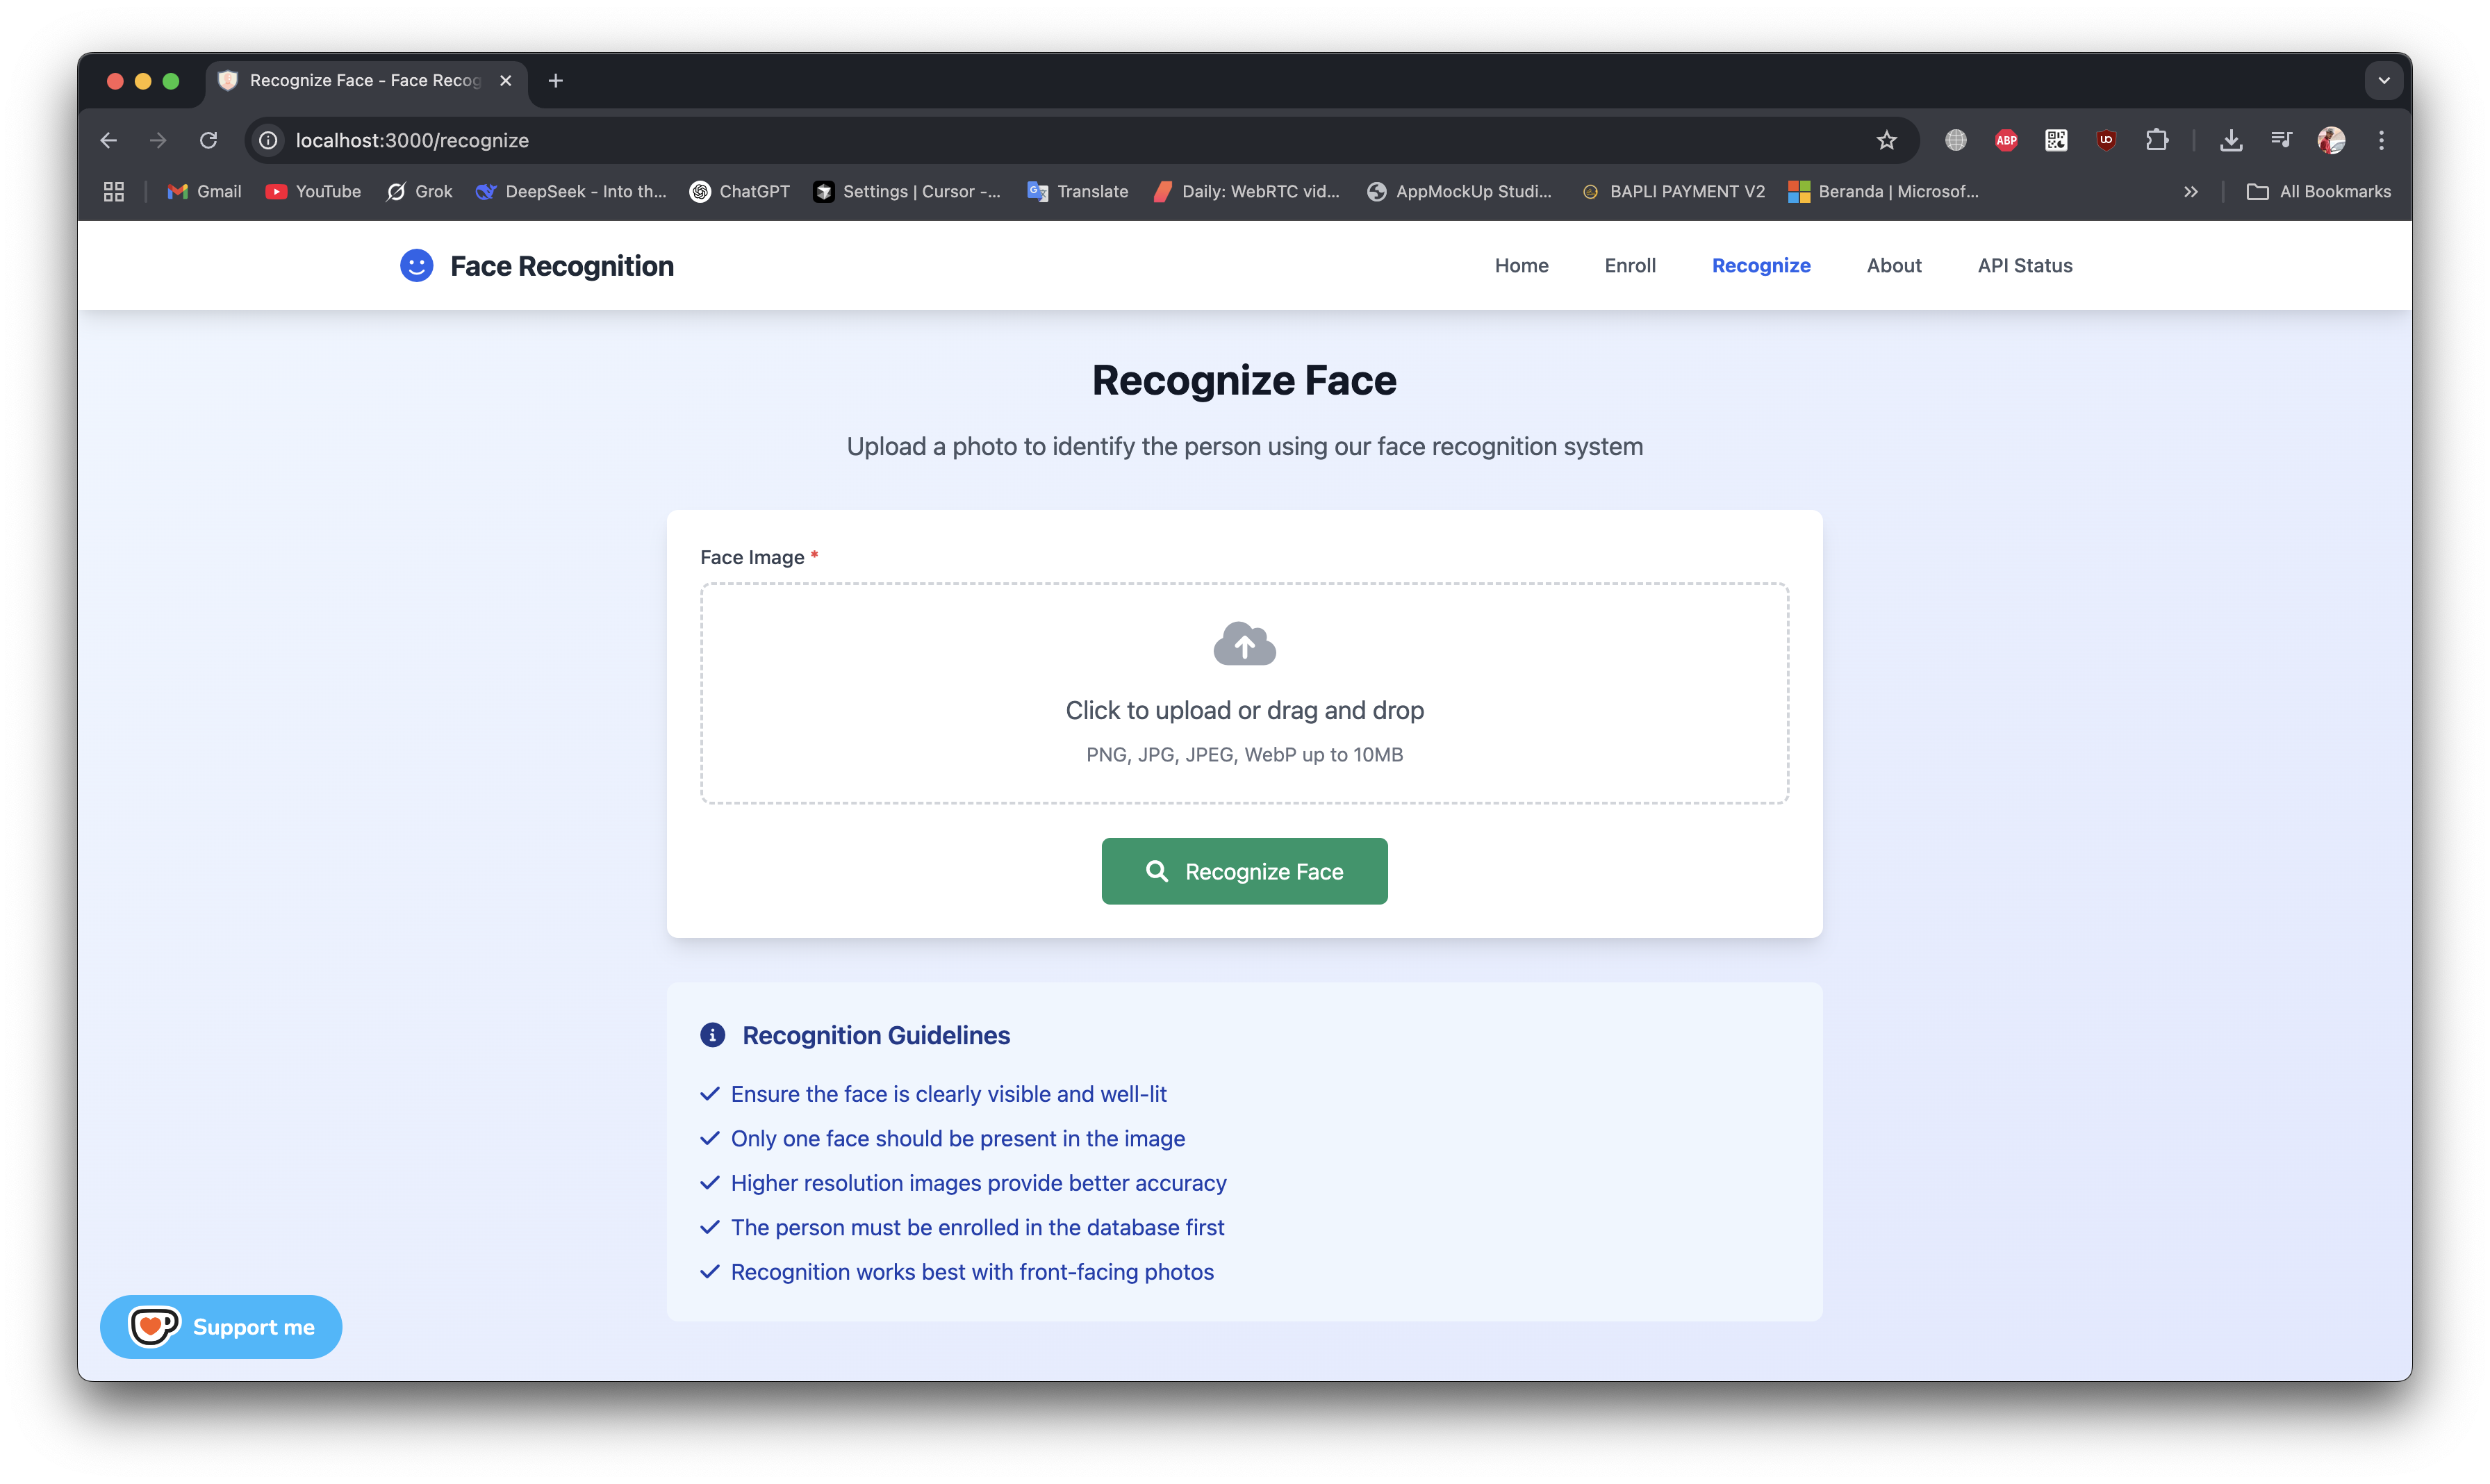 Recognize Face - Face Recog
localhost:3000/recognize
ABP
Gmail
YouTube
Grok
DeepSeek - Into th...
ChatGPT
Settings | Cursor -...
Translate
Daily: WebRTC vid...
AppMockUp Studi...
BAPLI PAYMENT V2
Beranda | Microsof...
All Bookmarks
Face Recognition
Home
Enroll
Recognize
About
API Status
Recognize Face
Upload a photo to identify the person using our face recognition system
Face Image *
Click to upload or drag and drop
PNG, JPG, JPEG, WebP up to 10MB
Recognize Face
Recognition Guidelines
Ensure the face is clearly visible and well-lit
Only one face should be present in the image
Higher resolution images provide better accuracy
The person must be enrolled in the database first
Recognition works best with front-facing photos
Support me